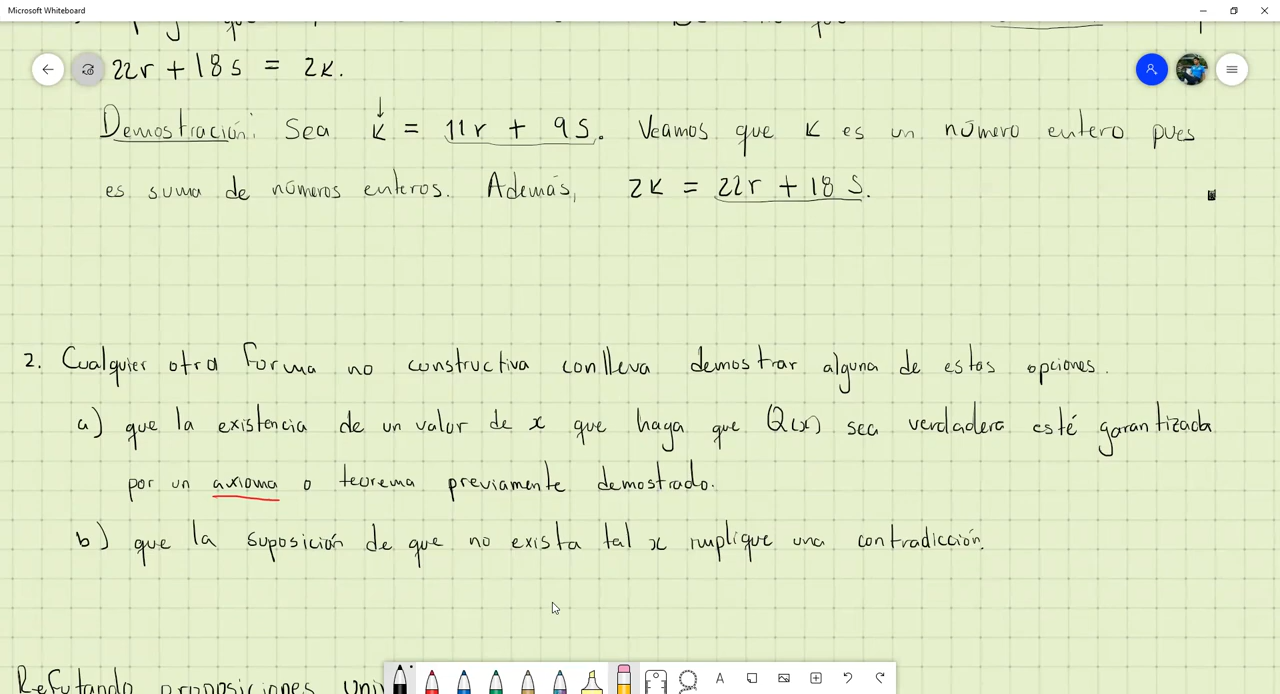 Microsoft Whiteboard
22r + 18s = 2k.
Demostración: Sea k = 11r + 9s. Veamos que k es un número entero pues
es suma de números enteros. Además, 2k = 22r + 18s.
2. Cualquier otra forma no constructiva conlleva demostrar alguna de estas opciones.
a) que la existencia de un valor de x que haga que Q(x) sea verdadera esté garantizada
por un axioma o teorema previamente demostrado.
b) que la suposición de que no exista tal x implique una contradicción.
Refutando proposiciones